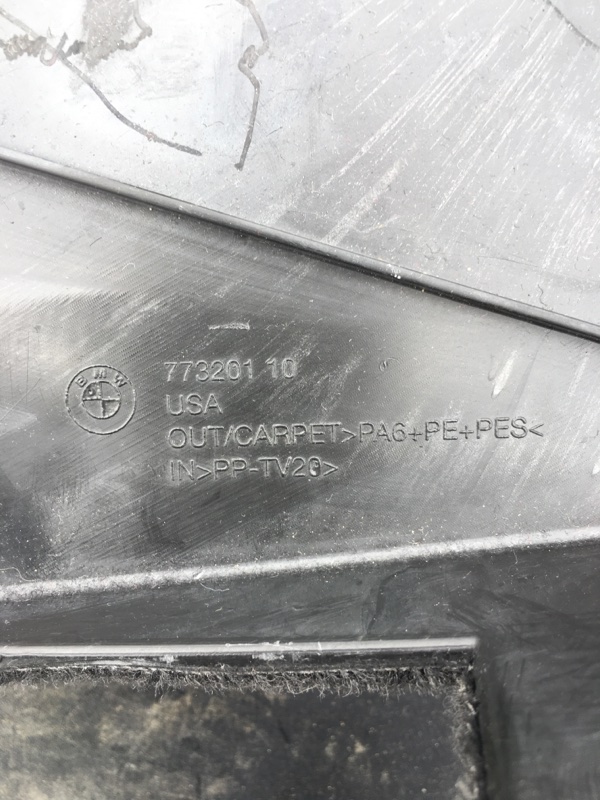 BMW
773201 10
USA
OUT/CARPET>PA6+PE+PES<
IN>PP-TV20>